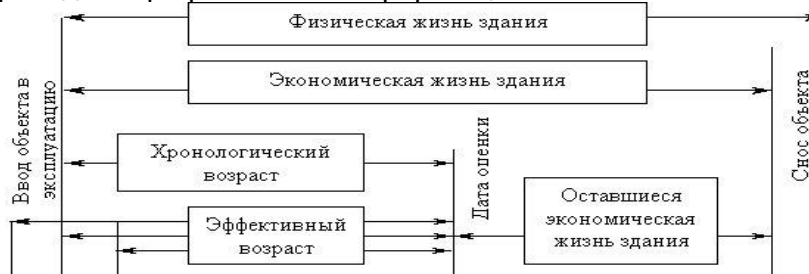 Физическая жизнь здания
Экономическая жизнь здания
Ввод объекта в
эксплуатацию
Хронологический
возраст
Дата оценки
Снос объекта
Эффективный
возраст
Оставшиеся
экономическая
жизнь здания